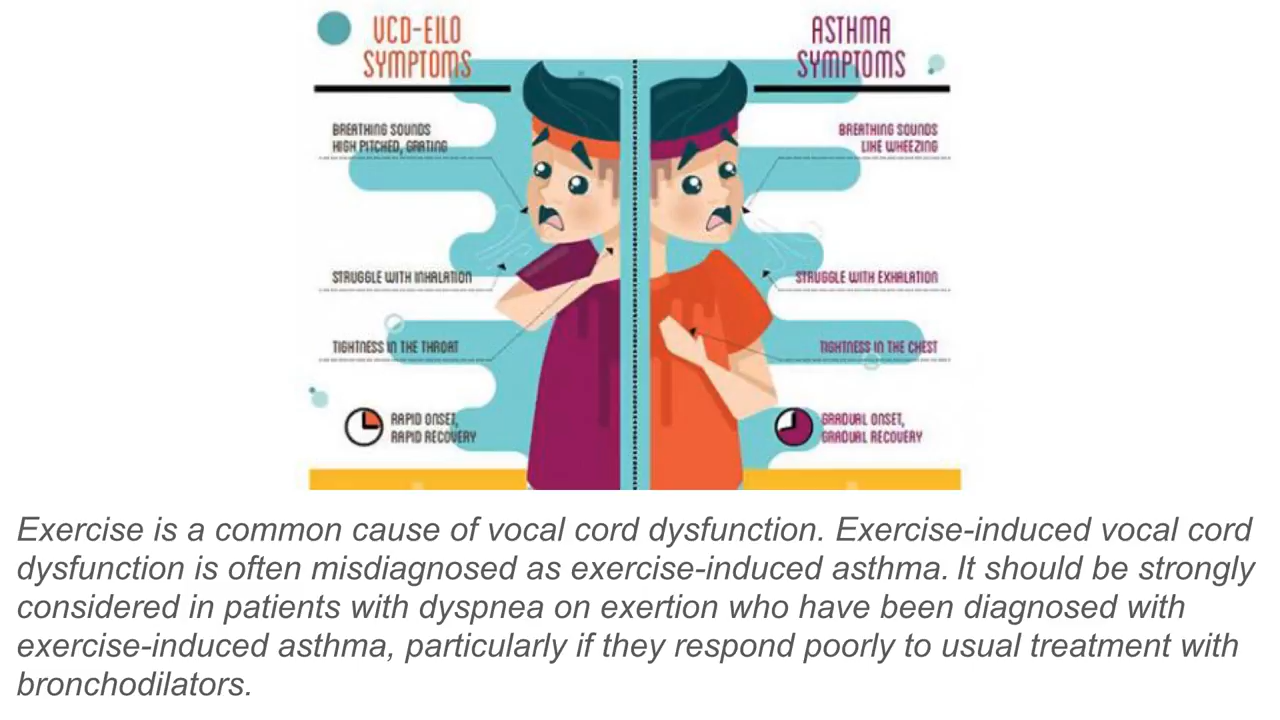 VCD-EILO
SYMPTOMS
BREATHING SOUNDS
HIGH PITCHED, GRATING
STRUGGLE WITH INHALATION
TIGHTNESS IN THE THROAT
RAPID ONSET,
RAPID RECOVERY
ASTHMA
SYMPTOMS
BREATHING SOUNDS
LIKE WHEEZING
STRUGGLE WITH EXHALATION
TIGHTNESS IN THE CHEST
GRADUAL ONSET,
GRADUAL RECOVERY
Exercise is a common cause of vocal cord dysfunction. Exercise-induced vocal cord
dysfunction is often misdiagnosed as exercise-induced asthma. It should be strongly
considered in patients with dyspnea on exertion who have been diagnosed with
exercise-induced asthma, particularly if they respond poorly to usual treatment with
bronchodilators.